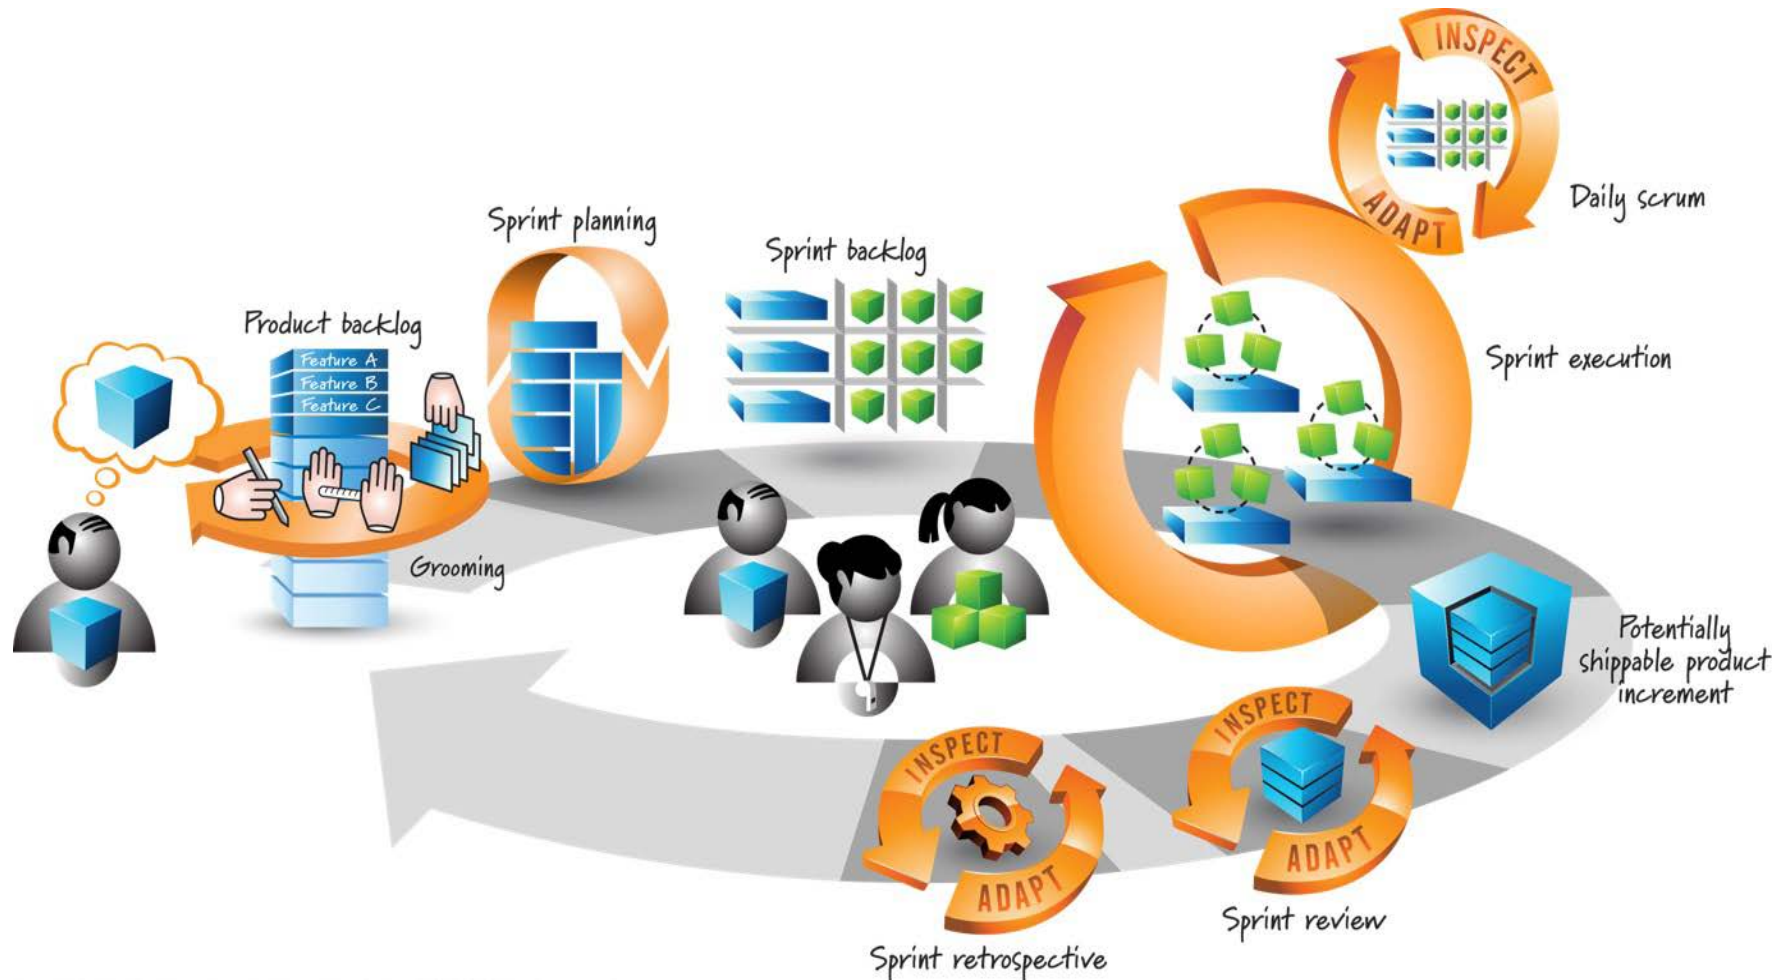 INSPECT
ADAPT
Daily scrum
Sprint planning
Sprint backlog
Product backlog
Feature A
Feature B
Feature C
Sprint execution
Grooming
Potentially
shippable product
increment
INSPECT
ADAPT
Sprint review
INSPECT
ADAPT
Sprint retrospective